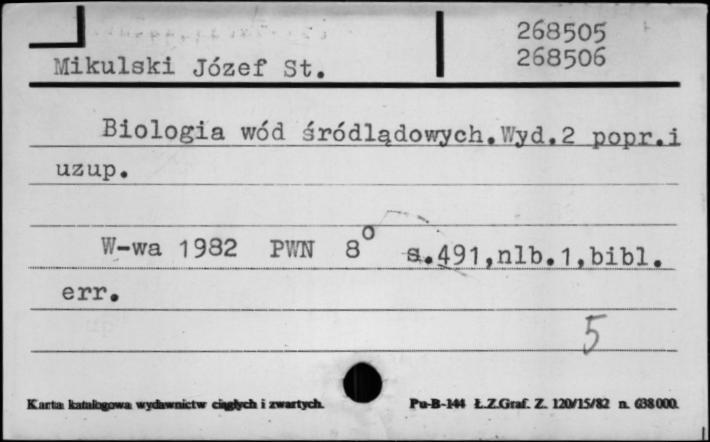 268505
268506
Mikulski Józef St.
Biologia wód śródlądowych.Wyd.2 popr.i
uzup.
W-wa 1982 PWN 8° s.491,nlb.1,bibl.
err.
5
Karta katalogowa wydawnictw ciągłych i zwartych. Pu-B-144 Ł.Z.Graf. Z. 120/15/82 n. 638000.